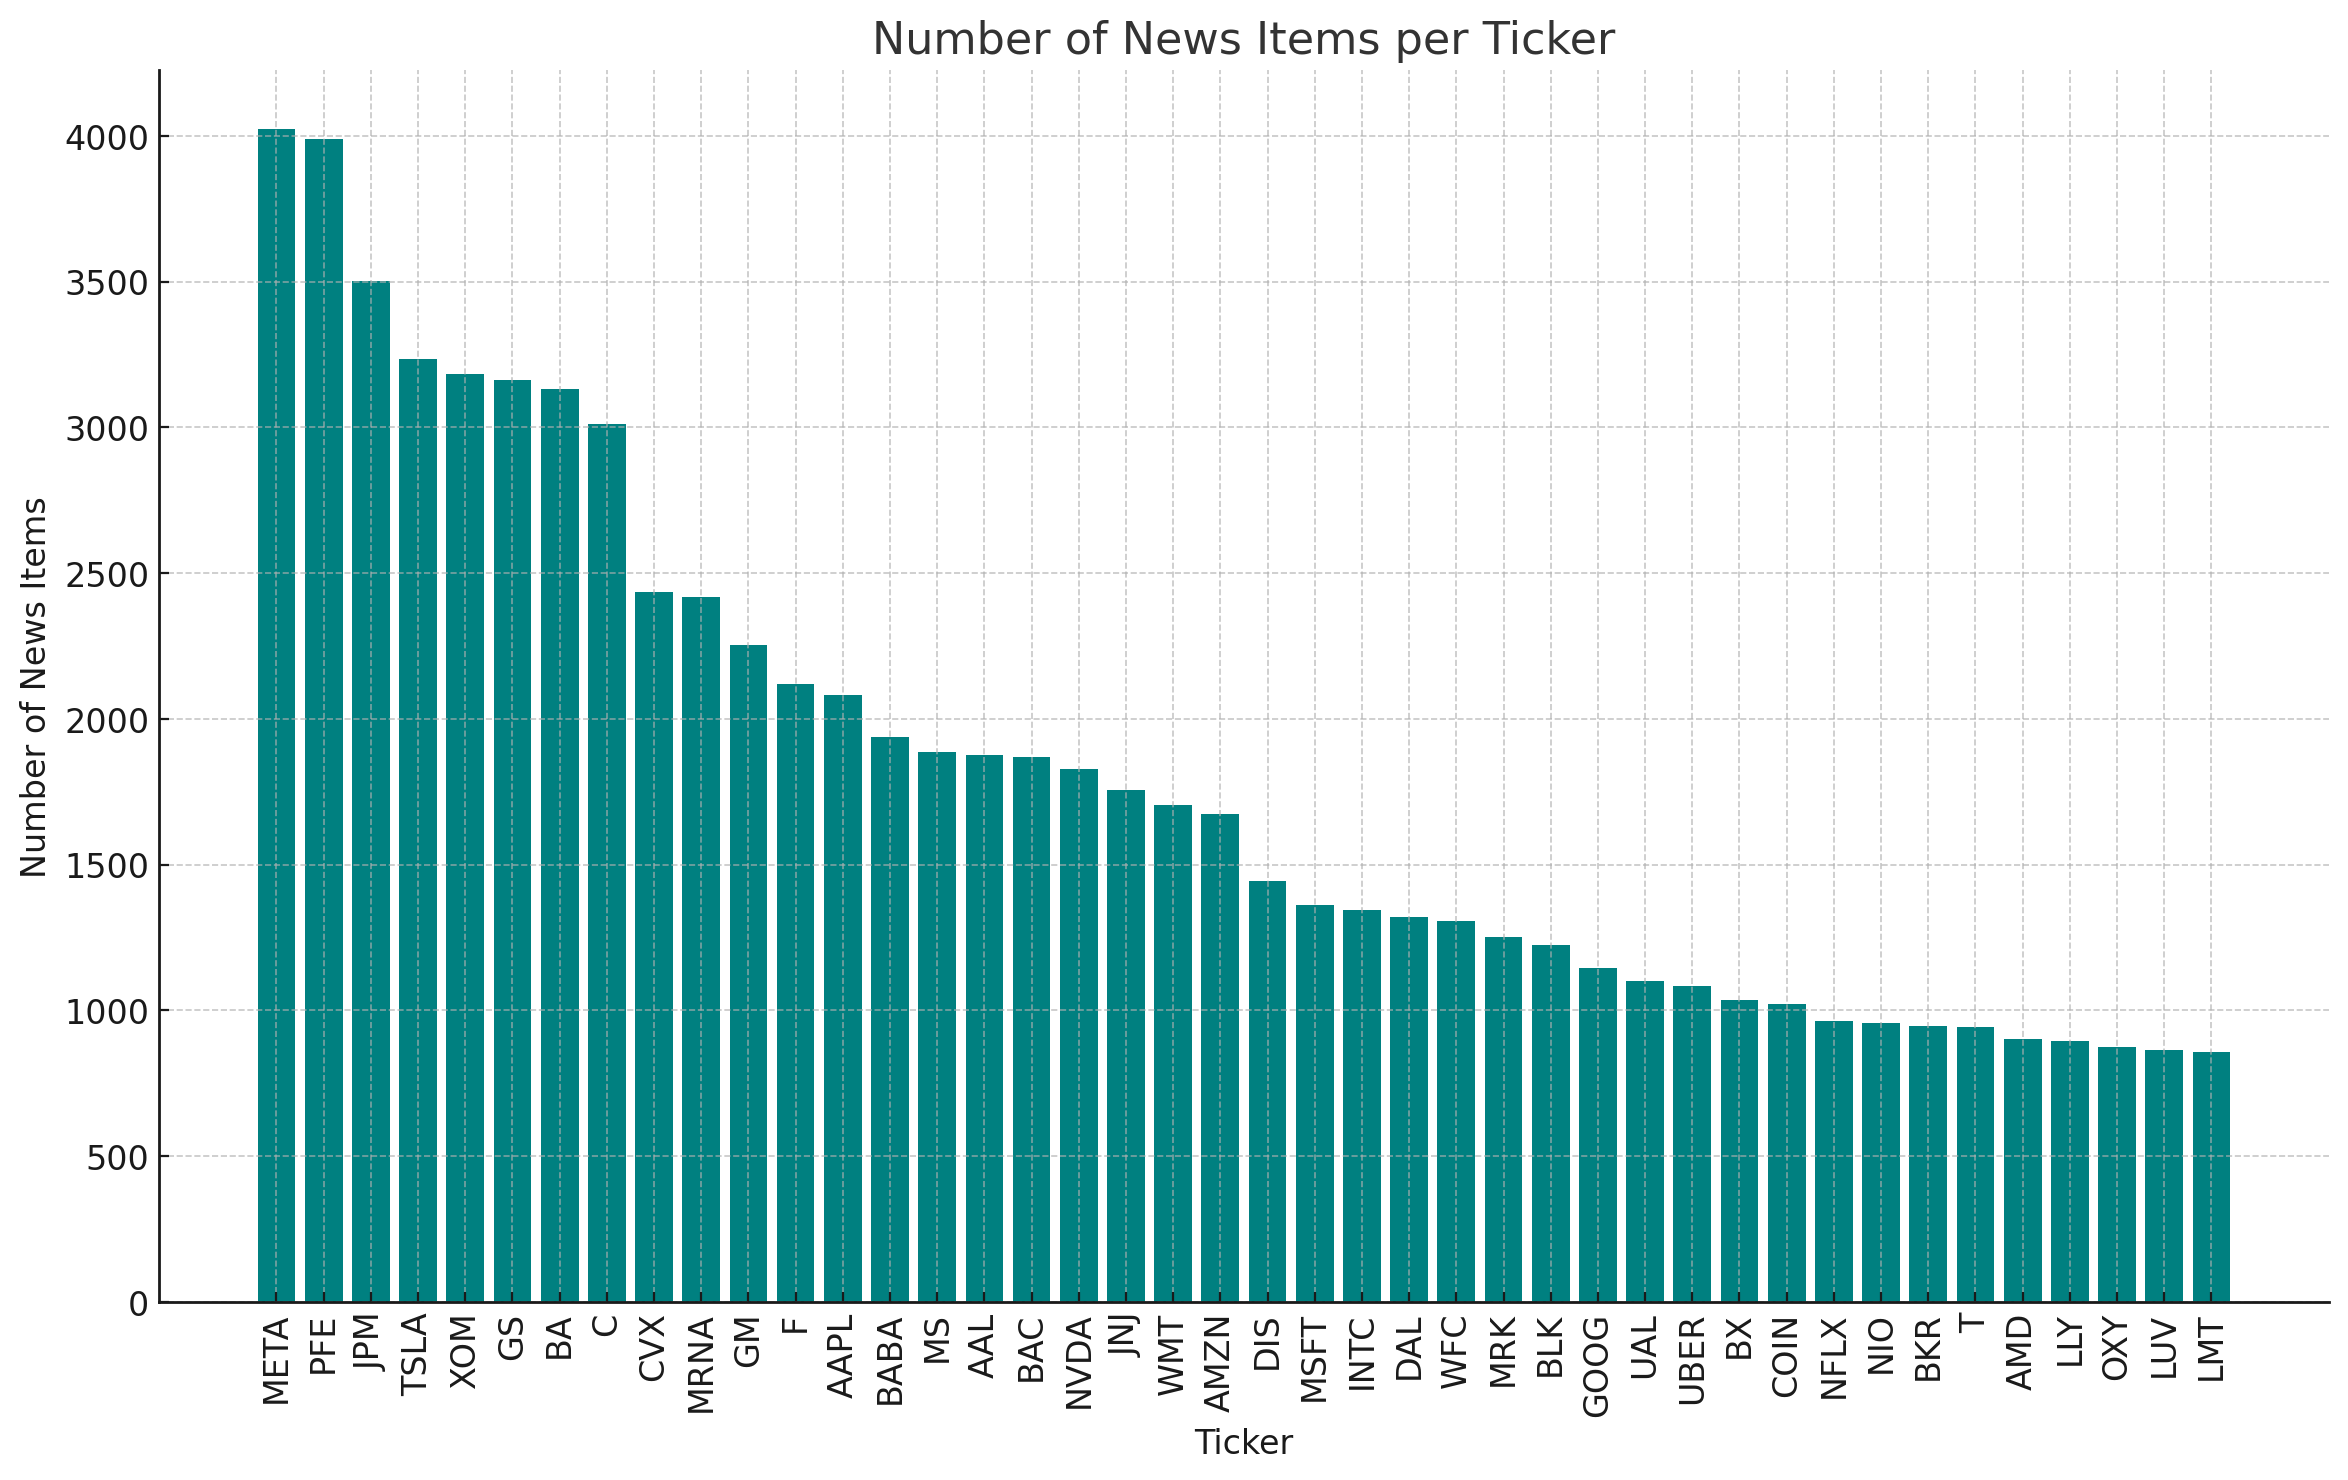 Number of News Items per Ticker
Number of News Items
4000
3500
3000
2500
2000
1500
1000
500
0
META
PFE
JPM
TSLA
XOM
GS
BA
C
CVX
MRNA
GM
F
AAPL
BABA
MS
AAL
BAC
NVDA
JNJ
WMT
AMZN
DIS
MSFT
INTC
DAL
WFC
MRK
BLK
GOOG
UAL
UBER
BX
COIN
NFLX
NIO
BKR
T
AMD
LLY
OXY
LUV
LMT
Ticker